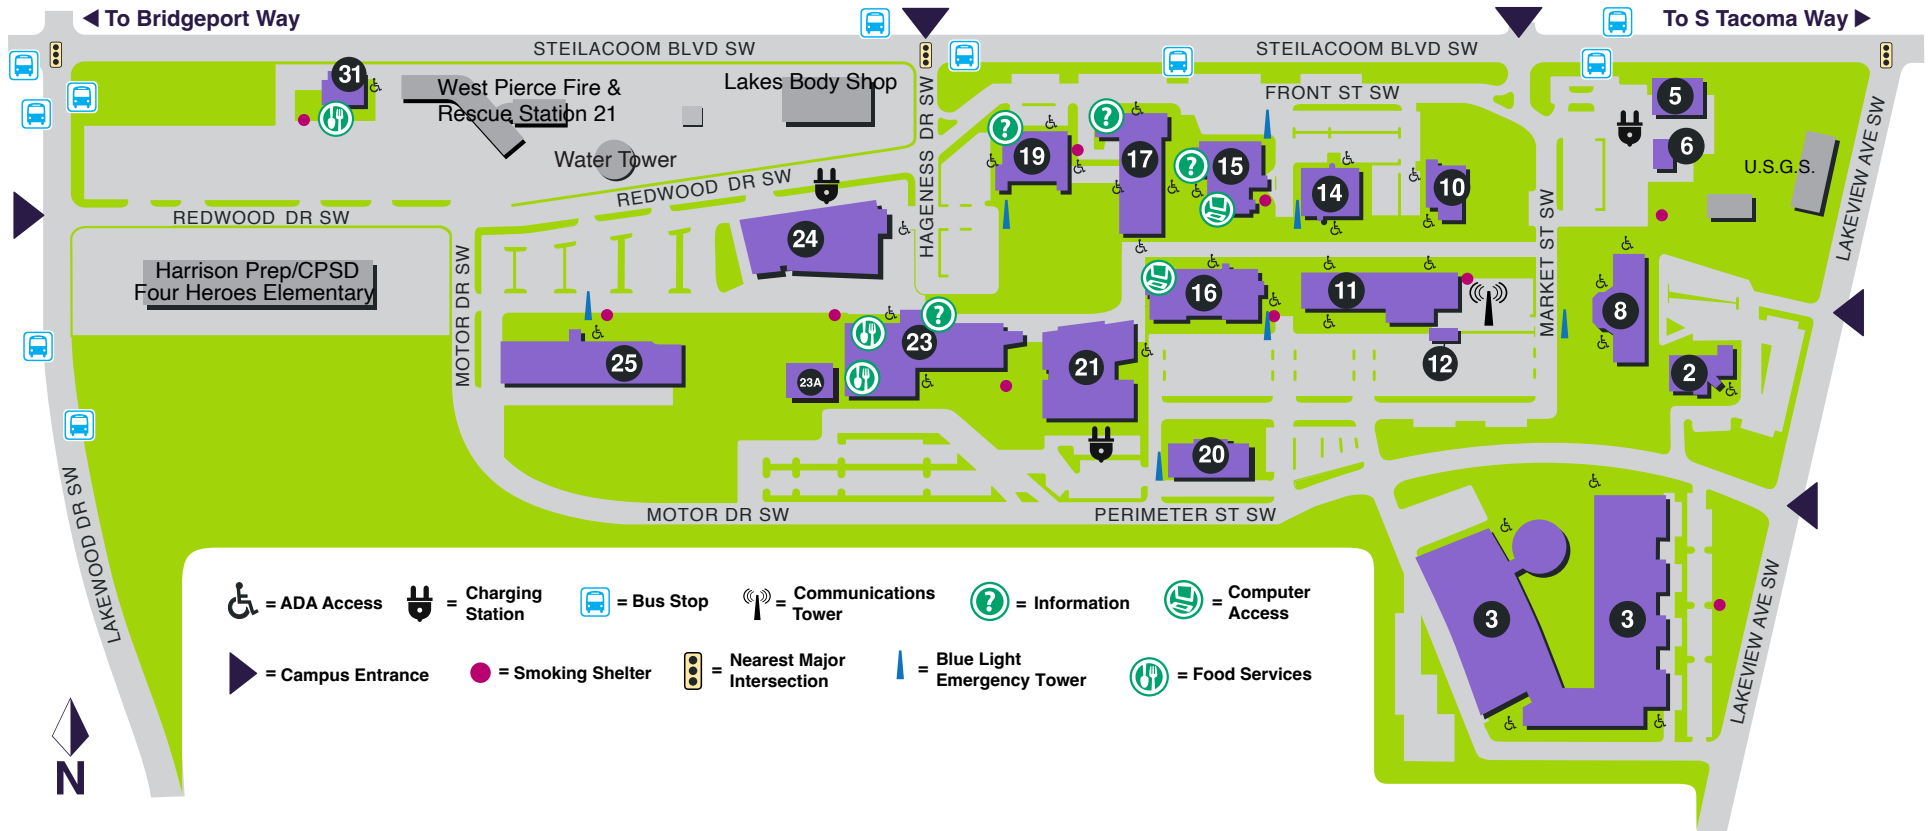 To Bridgeport Way
To S Tacoma Way
STEILACOOM BLVD SW
STEILACOOM BLVD SW
31
West Pierce Fire &
Rescue Station 21
Lakes Body Shop
Water Tower
HAGENESS DR SW
FRONT ST SW
5
6
U.S.G.S.
LAKEVIEW AVE SW
19
17
15
14
10
REDWOOD DR SW
REDWOOD DR SW
24
MARKET ST SW
Harrison Prep/CPSD
Four Heroes Elementary
MOTOR DR SW
16
11
8
23
25
23A
21
12
2
20
LAKEWOOD DR SW
MOTOR DR SW
PERIMETER ST SW
3
3
LAKEVIEW AVE SW
= ADA Access
= Charging
Station
= Bus Stop
= Communications
Tower
= Information
= Computer
Access
= Campus Entrance
= Smoking Shelter
= Nearest Major
Intersection
= Blue Light
Emergency Tower
= Food Services
N